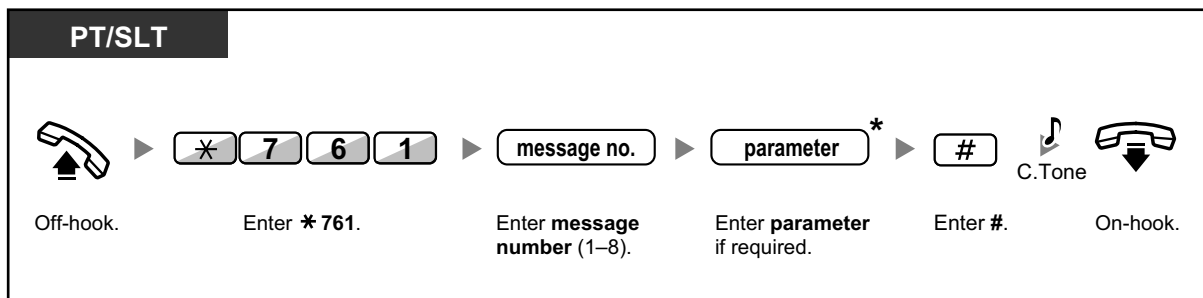 PT/SLT
✳ 7 6 1 message no. parameter * #
C.Tone
Off-hook. Enter ✳ 761. Enter message Enter parameter Enter #. On-hook.
number (1–8). if required.